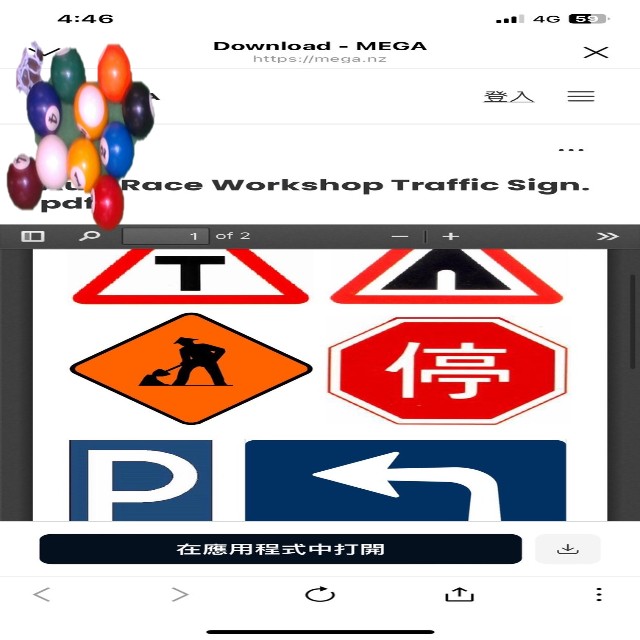 4:46
4G 59
Download - MEGA
https://mega.nz
登入
Race Workshop Traffic Sign.
pdf
1 of 2
停
P
在應用程式中打開